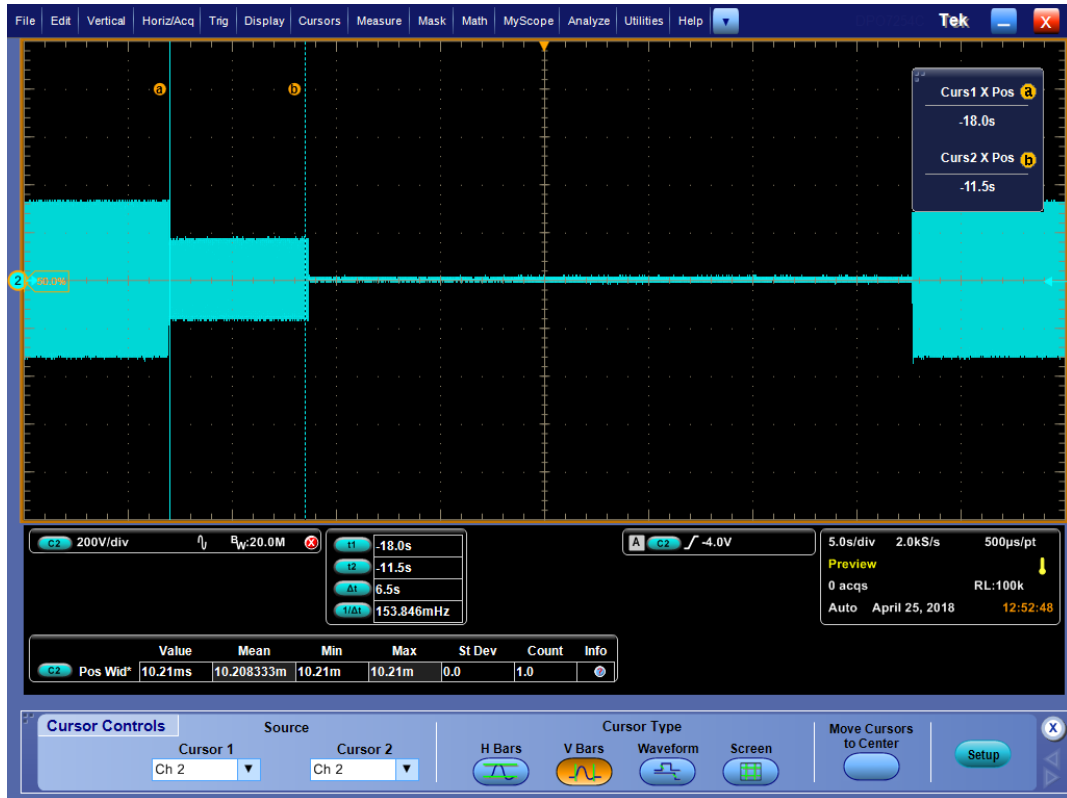 File Edit Vertical Horiz/Acq Trig Display Cursors Measure Mask Math MyScope Analyze Utilities Help Tek X
a b
Curs1 X Pos a
-18.0s
Curs2 X Pos b
-11.5s
2 50.0%
C2 200V/div BW:20.0M
t1 -18.0s
t2 -11.5s
Δt 6.5s
1/Δt 153.846mHz
A C2 -4.0V
5.0s/div 2.0kS/s 500µs/pt
Preview
0 acqs RL:100k
Auto April 25, 2018 12:52:48
Value Mean Min Max St Dev Count Info
C2 Pos Wid* 10.21ms 10.208333m 10.21m 10.21m 0.0 1.0
Cursor Controls Source Cursor Type
Cursor 1 Cursor 2
Ch 2 Ch 2
H Bars V Bars Waveform Screen
Move Cursors
to Center
Setup
X